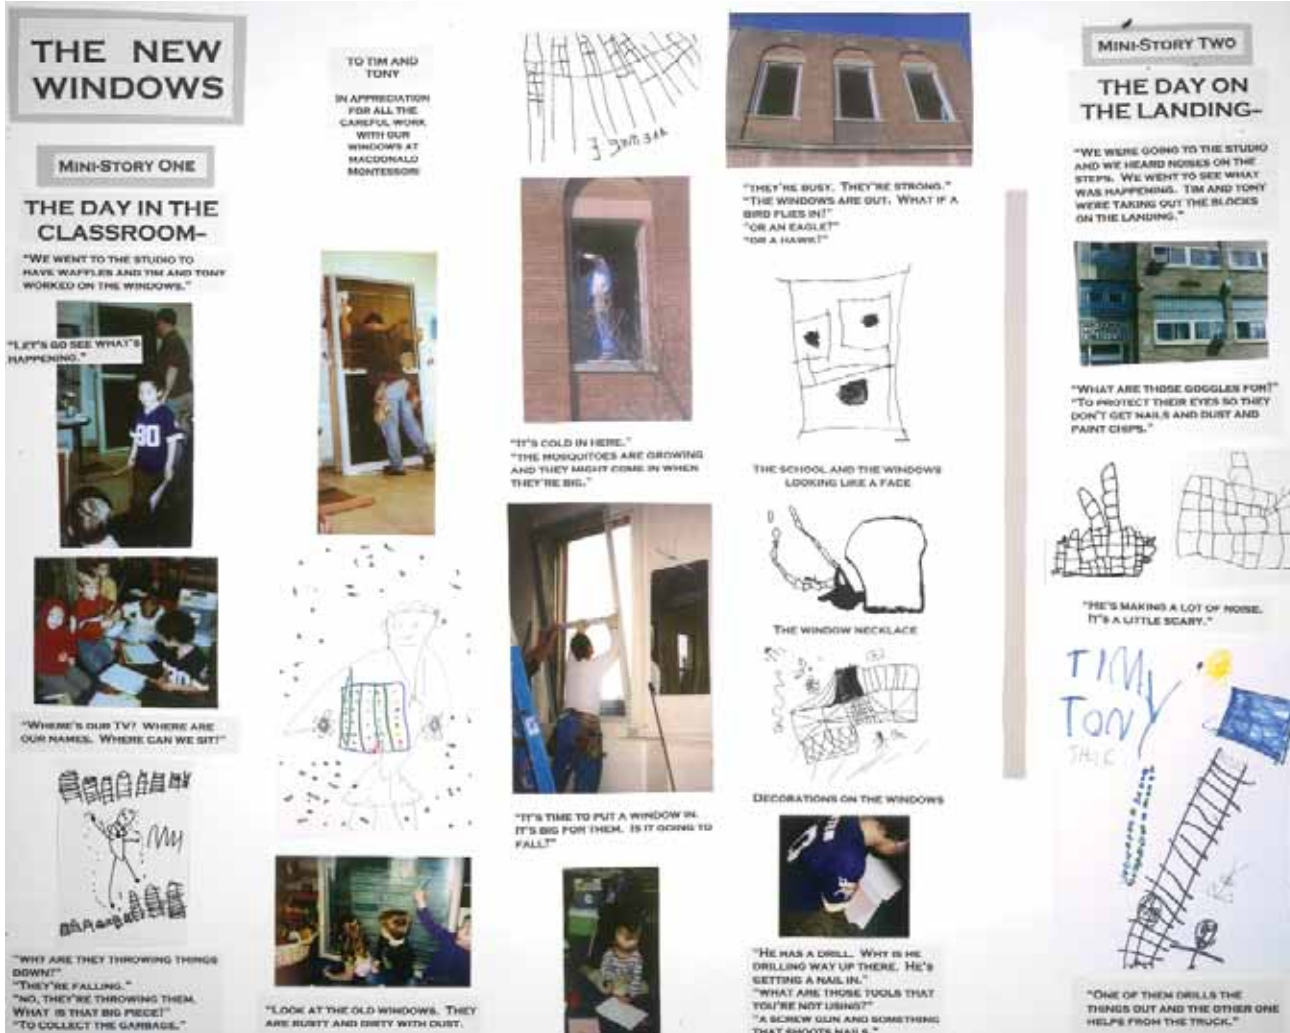 THE NEW
WINDOWS
MINI-STORY ONE
THE DAY IN THE
CLASSROOM–
"WE WENT TO THE STUDIO TO
HAVE WAFFLES AND TIM AND TONY
WORKED ON THE WINDOWS."
"LET'S GO SEE WHAT'S
HAPPENING."
80
"WHERE'S OUR TV? WHERE ARE
OUR NAMES. WHERE CAN WE SIT?"
"WHY ARE THEY THROWING THINGS
DOWN?"
"THEY'RE FALLING."
"NO, THEY'RE THROWING THEM.
WHAT IS THAT BIG PIECE?"
"TO COLLECT THE GARBAGE."
TO TIM AND
TONY
IN APPRECIATION
FOR ALL THE
CAREFUL WORK
WITH OUR
WINDOWS AT
MACDONALD
MONTESSORI
"LOOK AT THE OLD WINDOWS. THEY
ARE RUSTY AND DIRTY WITH DUST.
"IT'S COLD IN HERE."
"THE MOSQUITOES ARE GROWING
AND THEY MIGHT COME IN WHEN
THEY'RE BIG."
"IT'S TIME TO PUT A WINDOW IN.
IT'S BIG FOR THEM. IS IT GOING TO
FALL?"
"THEY'RE BUSY. THEY'RE STRONG."
"THE WINDOWS ARE OUT. WHAT IF A
BIRD FLIES IN?"
"OR AN EAGLE?"
"OR A HAWK?"
THE SCHOOL AND THE WINDOWS
LOOKING LIKE A FACE
THE WINDOW NECKLACE
DECORATIONS ON THE WINDOWS
"HE HAS A DRILL. WHY IS HE
DRILLING WAY UP THERE. HE'S
GETTING A NAIL IN."
"WHAT ARE THOSE TOOLS THAT
YOU'RE NOT USING?"
"A SCREW GUN AND SOMETHING
THAT SHOOTS NAILS."
MINI-STORY TWO
THE DAY ON
THE LANDING–
"WE WERE GOING TO THE STUDIO
AND WE HEARD NOISES ON THE
STEPS. WE WENT TO SEE WHAT
WAS HAPPENING. TIM AND TONY
WERE TAKING OUT THE BLOCKS
ON THE LANDING."
"WHAT ARE THOSE GOGGLES FOR?"
"TO PROTECT THEIR EYES SO THEY
DON'T GET NAILS AND DUST AND
PAINT CHIPS."
"HE'S MAKING A LOT OF NOISE.
IT'S A LITTLE SCARY."
TIMY
TONY
"ONE OF THEM DRILLS THE
THINGS OUT AND THE OTHER ONE
HELPS FROM THE TRUCK."